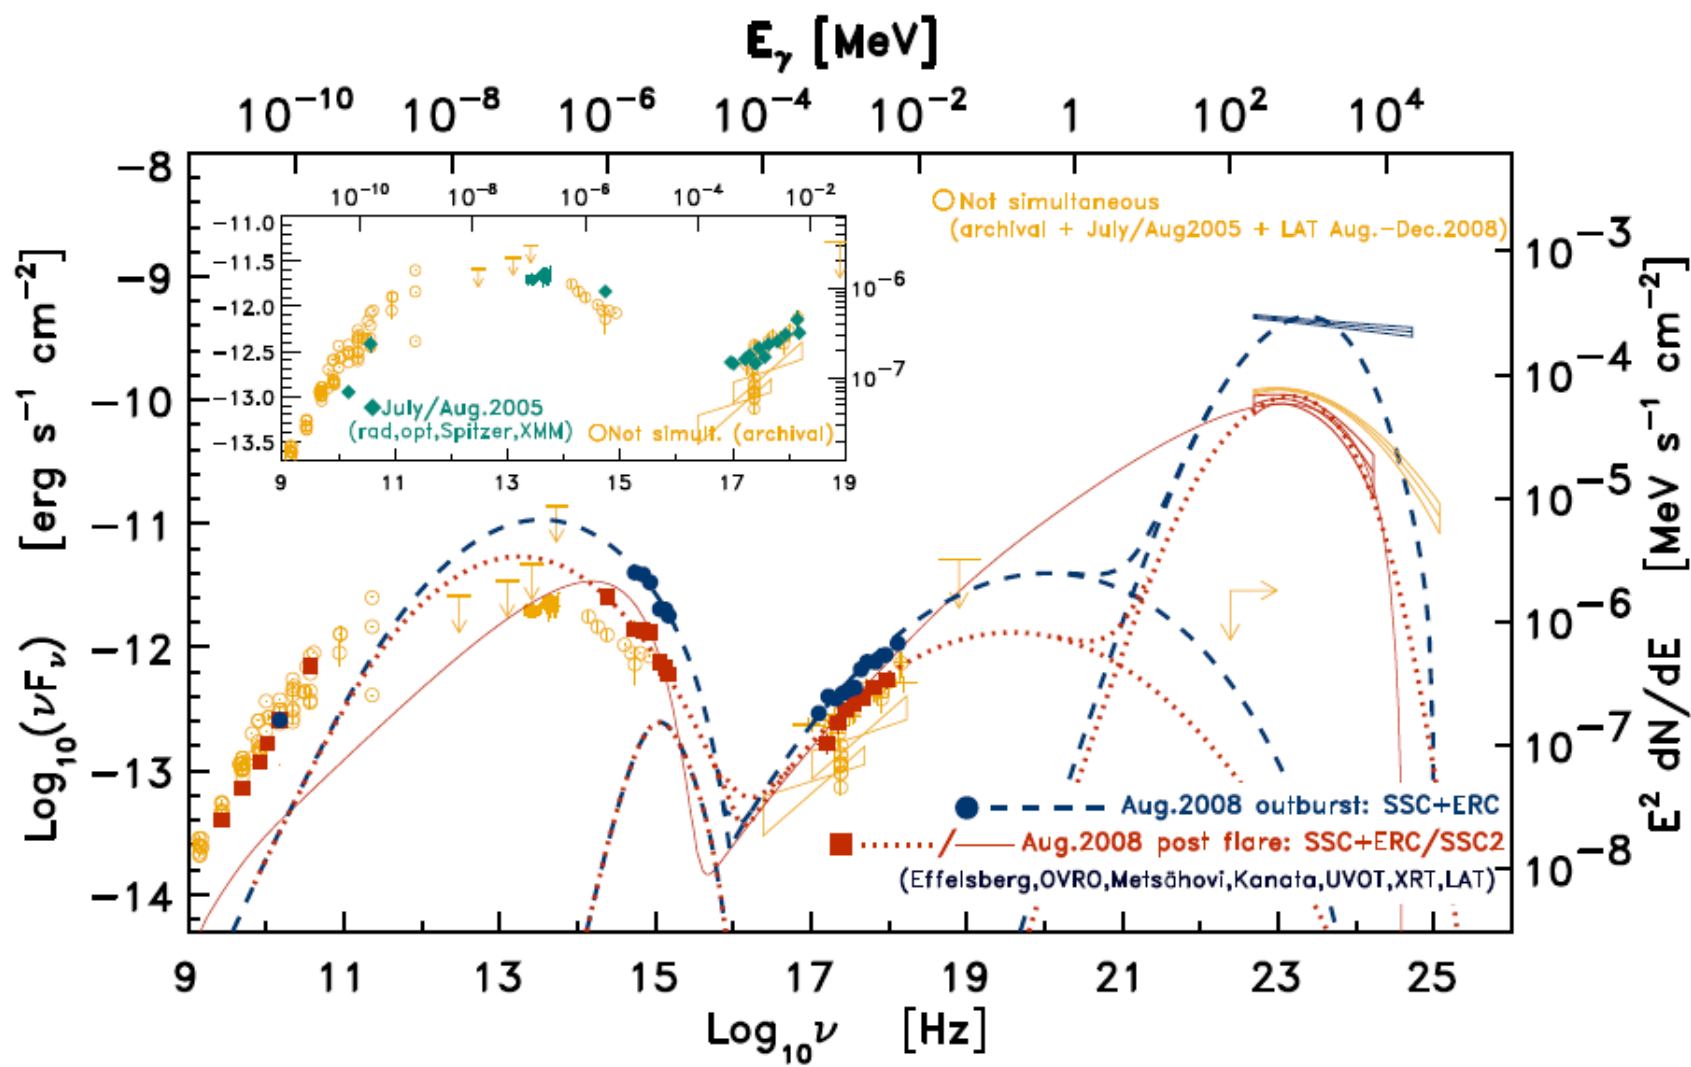 Eγ [MeV]
10⁻¹⁰ 10⁻⁸ 10⁻⁶ 10⁻⁴ 10⁻² 1 10² 10⁴
−8
−9
−10
−11
−12
−13
−14
Log₁₀(νFν) [erg s⁻¹ cm⁻²]
10⁻¹⁰ 10⁻⁸ 10⁻⁶ 10⁻⁴ 10⁻²
−11.0
−11.5
−12.0
−12.5
−13.0
−13.5
10⁻⁶
10⁻⁷
July/Aug.2005
(rad,opt,Spitzer,XMM)
Not simult. (archival)
9 11 13 15 17 19
Not simultaneous
(archival + July/Aug2005 + LAT Aug.−Dec.2008)
10⁻³
10⁻⁴
10⁻⁵
10⁻⁶
10⁻⁷
10⁻⁸
E² dN/dE [MeV s⁻¹ cm⁻²]
Aug.2008 outburst: SSC+ERC
/ Aug.2008 post flare: SSC+ERC/SSC2
(Effelsberg,OVRO,Metsähovi,Kanata,UVOT,XRT,LAT)
9 11 13 15 17 19 21 23 25
Log₁₀ν [Hz]